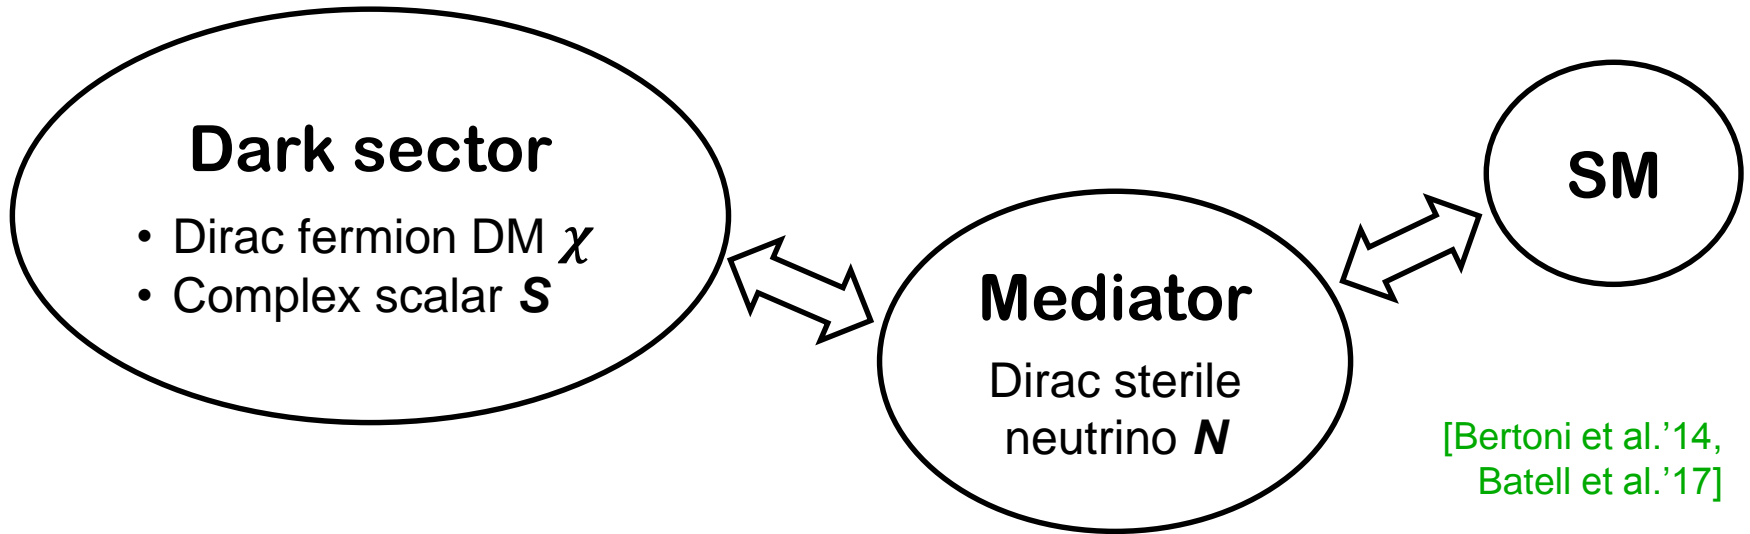 Dark sector
• Dirac fermion DM χ
• Complex scalar S
Mediator
Dirac sterile
neutrino N
SM
[Bertoni et al.’14,
Batell et al.’17]